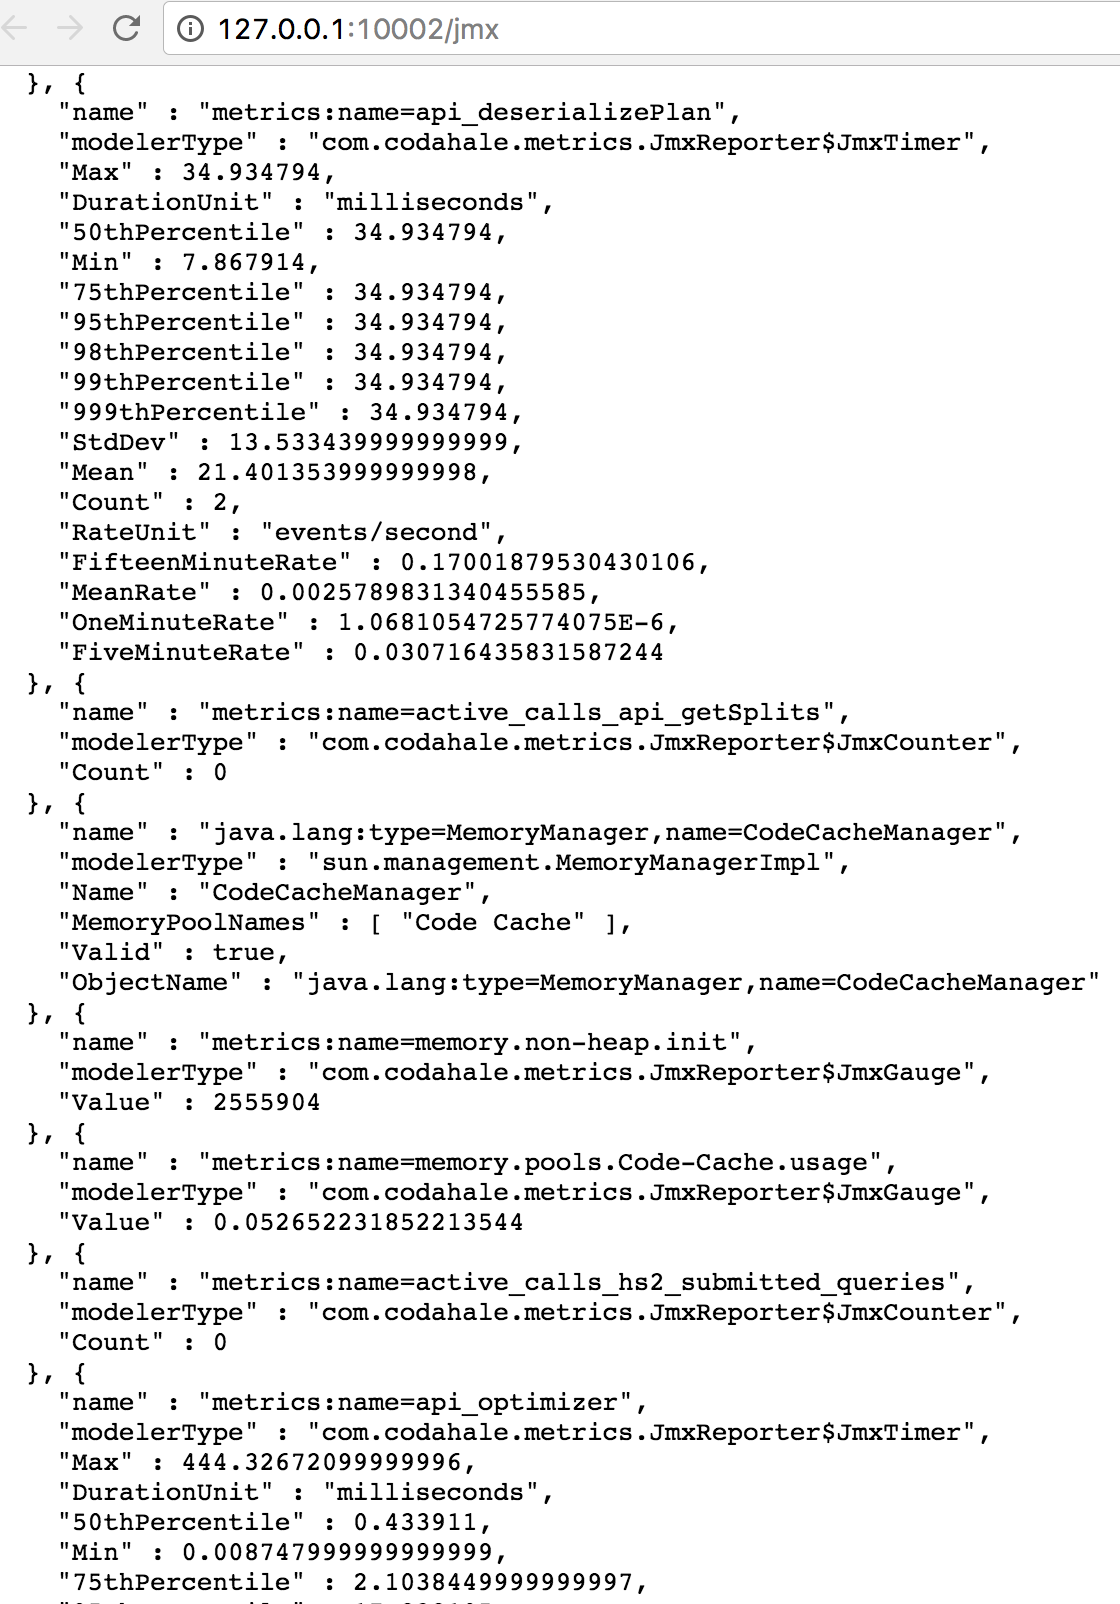 127.0.0.1:10002/jmx
}, {
"name" : "metrics:name=api_deserializePlan",
"modelerType" : "com.codahale.metrics.JmxReporter$JmxTimer",
"Max" : 34.934794,
"DurationUnit" : "milliseconds",
"50thPercentile" : 34.934794,
"Min" : 7.867914,
"75thPercentile" : 34.934794,
"95thPercentile" : 34.934794,
"98thPercentile" : 34.934794,
"99thPercentile" : 34.934794,
"999thPercentile" : 34.934794,
"StdDev" : 13.533439999999999,
"Mean" : 21.401353999999998,
"Count" : 2,
"RateUnit" : "events/second",
"FifteenMinuteRate" : 0.17001879530430106,
"MeanRate" : 0.0025789831340455585,
"OneMinuteRate" : 1.0681054725774075E-6,
"FiveMinuteRate" : 0.030716435831587244
}, {
"name" : "metrics:name=active_calls_api_getSplits",
"modelerType" : "com.codahale.metrics.JmxReporter$JmxCounter",
"Count" : 0
}, {
"name" : "java.lang:type=MemoryManager,name=CodeCacheManager",
"modelerType" : "sun.management.MemoryManagerImpl",
"Name" : "CodeCacheManager",
"MemoryPoolNames" : [ "Code Cache" ],
"Valid" : true,
"ObjectName" : "java.lang:type=MemoryManager,name=CodeCacheManager"
}, {
"name" : "metrics:name=memory.non-heap.init",
"modelerType" : "com.codahale.metrics.JmxReporter$JmxGauge",
"Value" : 2555904
}, {
"name" : "metrics:name=memory.pools.Code-Cache.usage",
"modelerType" : "com.codahale.metrics.JmxReporter$JmxGauge",
"Value" : 0.052652231852213544
}, {
"name" : "metrics:name=active_calls_hs2_submitted_queries",
"modelerType" : "com.codahale.metrics.JmxReporter$JmxCounter",
"Count" : 0
}, {
"name" : "metrics:name=api_optimizer",
"modelerType" : "com.codahale.metrics.JmxReporter$JmxTimer",
"Max" : 444.32672099999996,
"DurationUnit" : "milliseconds",
"50thPercentile" : 0.433911,
"Min" : 0.008747999999999999,
"75thPercentile" : 2.1038449999999997,